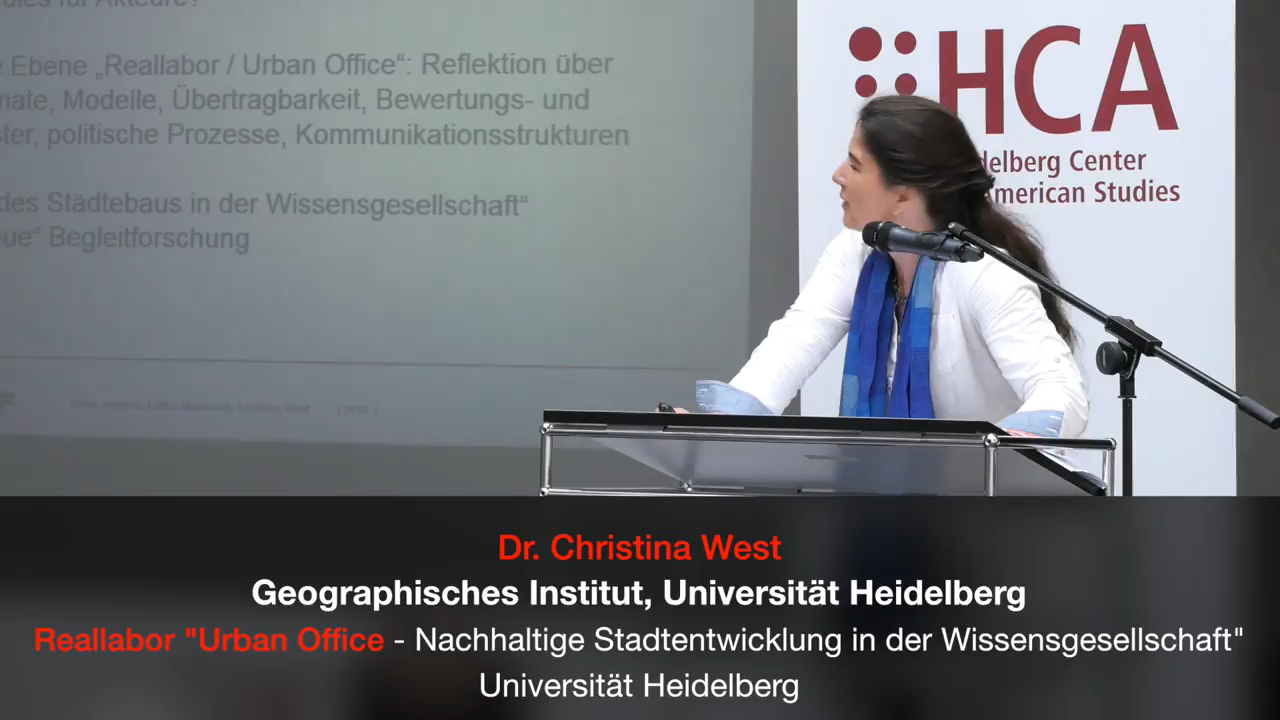 e Ebene „Reallabor / Urban Office“: Reflektion über
mate, Modelle, Übertragbarkeit, Bewertungs- und
ster, politische Prozesse, Kommunikationsstrukturen
des Städtebaus in der Wissensgesellschaft“
eue“ Begleitforschung
HCA
delberg Center
American Studies
Dr. Christina West
Geographisches Institut, Universität Heidelberg
Reallabor "Urban Office - Nachhaltige Stadtentwicklung in der Wissensgesellschaft"
Universität Heidelberg